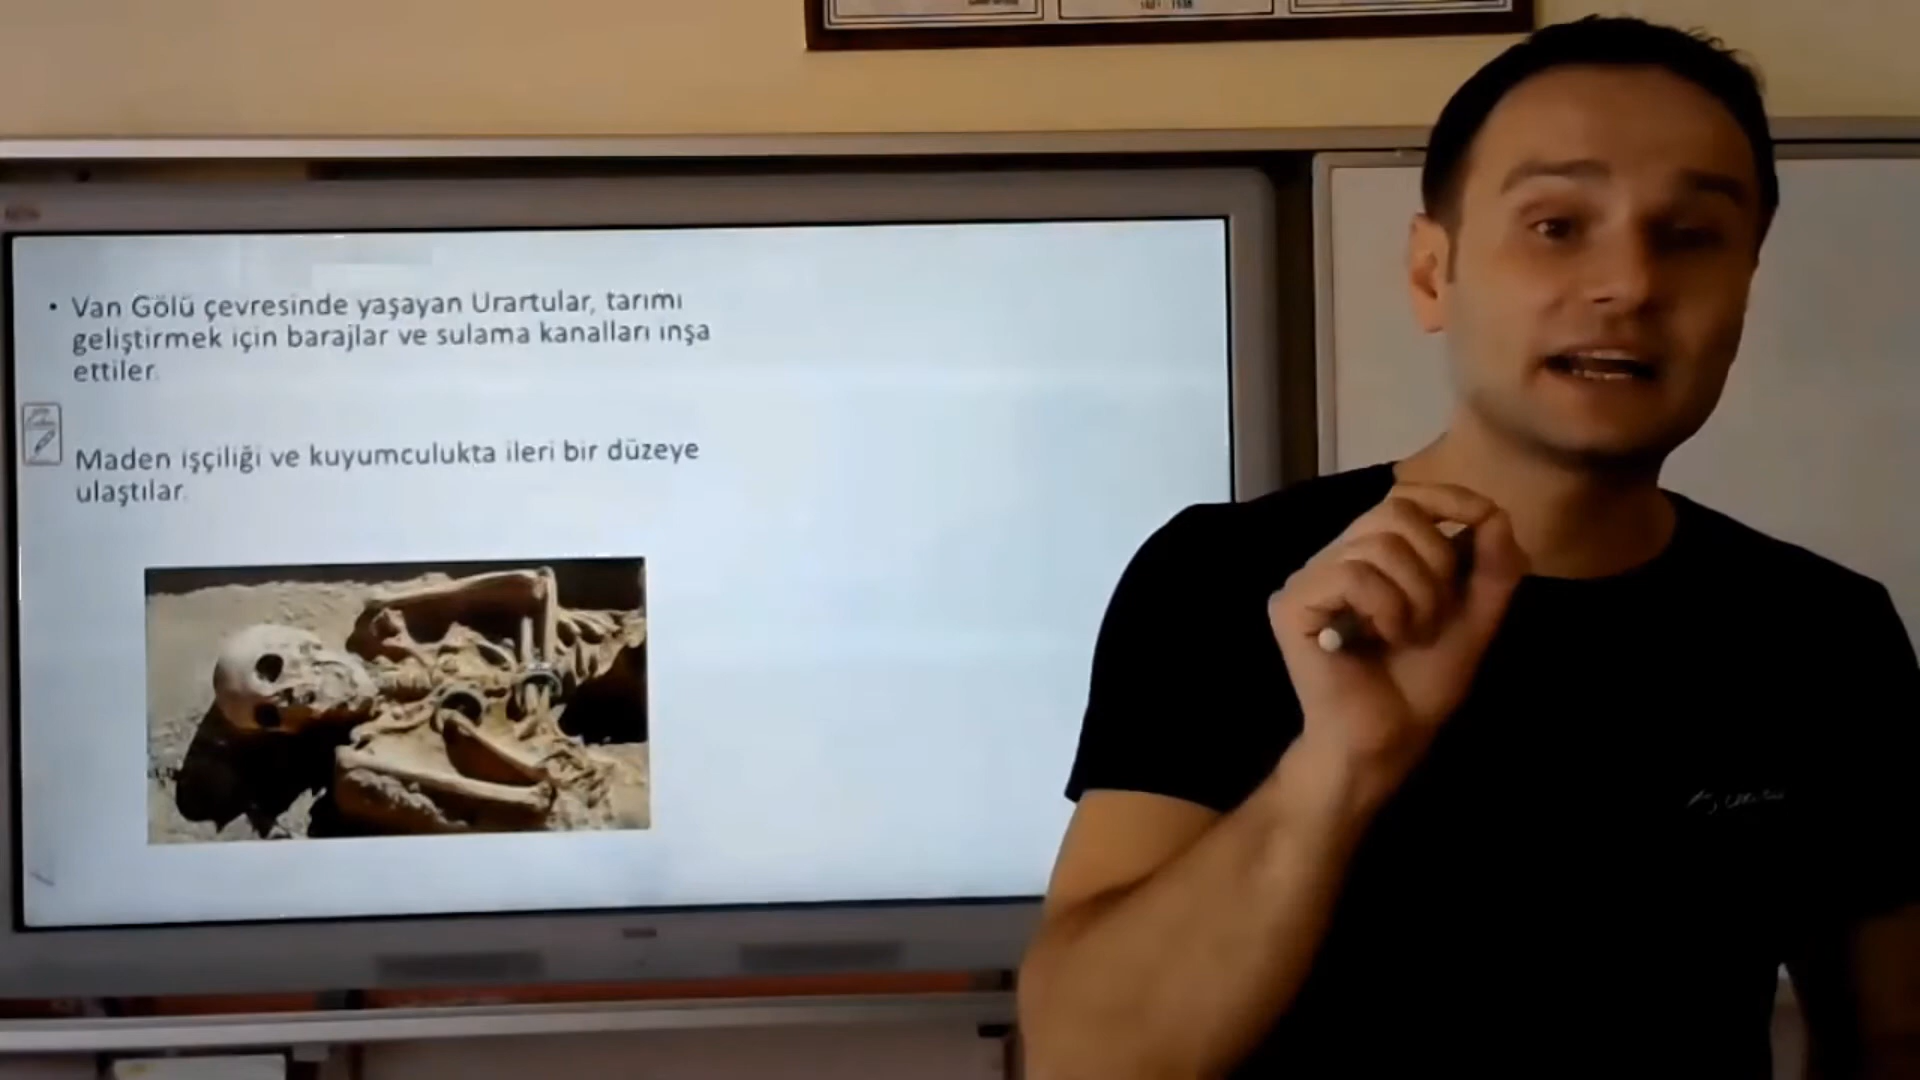 • Van Gölü çevresinde yaşayan Urartular, tarımı
geliştirmek için barajlar ve sulama kanalları inşa
ettiler.
Maden işçiliği ve kuyumculukta ileri bir düzeye
ulaştılar.